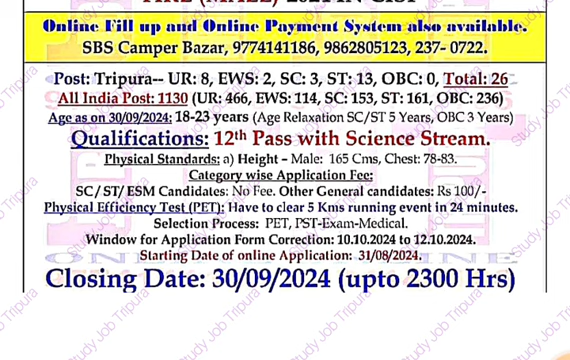 Online Fill up and Online Payment System also available.
SBS Camper Bazar, 9774141186, 9862805123, 237- 0722.
Post: Tripura-- UR: 8, EWS: 2, SC: 3, ST: 13, OBC: 0, Total: 26
All India Post: 1130 (UR: 466, EWS: 114, SC: 153, ST: 161, OBC: 236)
Age as on 30/09/2024: 18-23 years (Age Relaxation SC/ST 5 Years, OBC 3 Years)
Qualifications: 12th Pass with Science Stream.
Physical Standards: a) Height – Male: 165 Cms, Chest: 78-83.
Category wise Application Fee:
SC/ ST/ ESM Candidates: No Fee. Other General candidates: Rs 100/-
Physical Efficiency Test (PET): Have to clear 5 Kms running event in 24 minutes.
Selection Process: PET, PST-Exam-Medical.
Window for Application Form Correction: 10.10.2024 to 12.10.2024.
Starting Date of online Application: 31/08/2024.
Closing Date: 30/09/2024 (upto 2300 Hrs)
Study Job Tripura